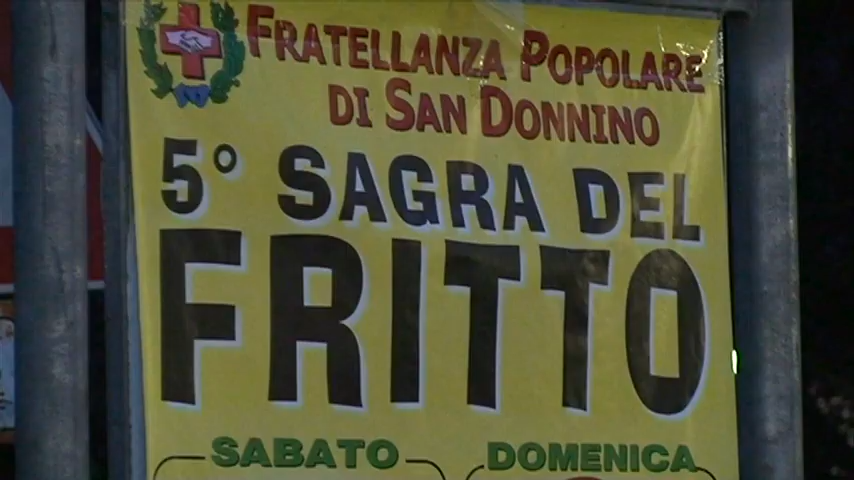 FRATELLANZA POPOLARE
DI SAN DONNINO
5° SAGRA DEL
FRITTO
SABATO DOMENICA